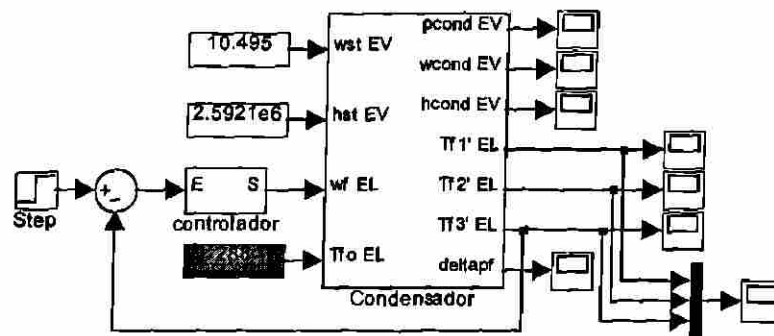 10.495
wst EV
pcond EV
wcond EV
2.5921e6
hst EV
hcond EV
Tf1' EL
E S
wf EL
Tf2' EL
Step
controlador
Tf3' EL
Tfo EL
deltapf
Condensador